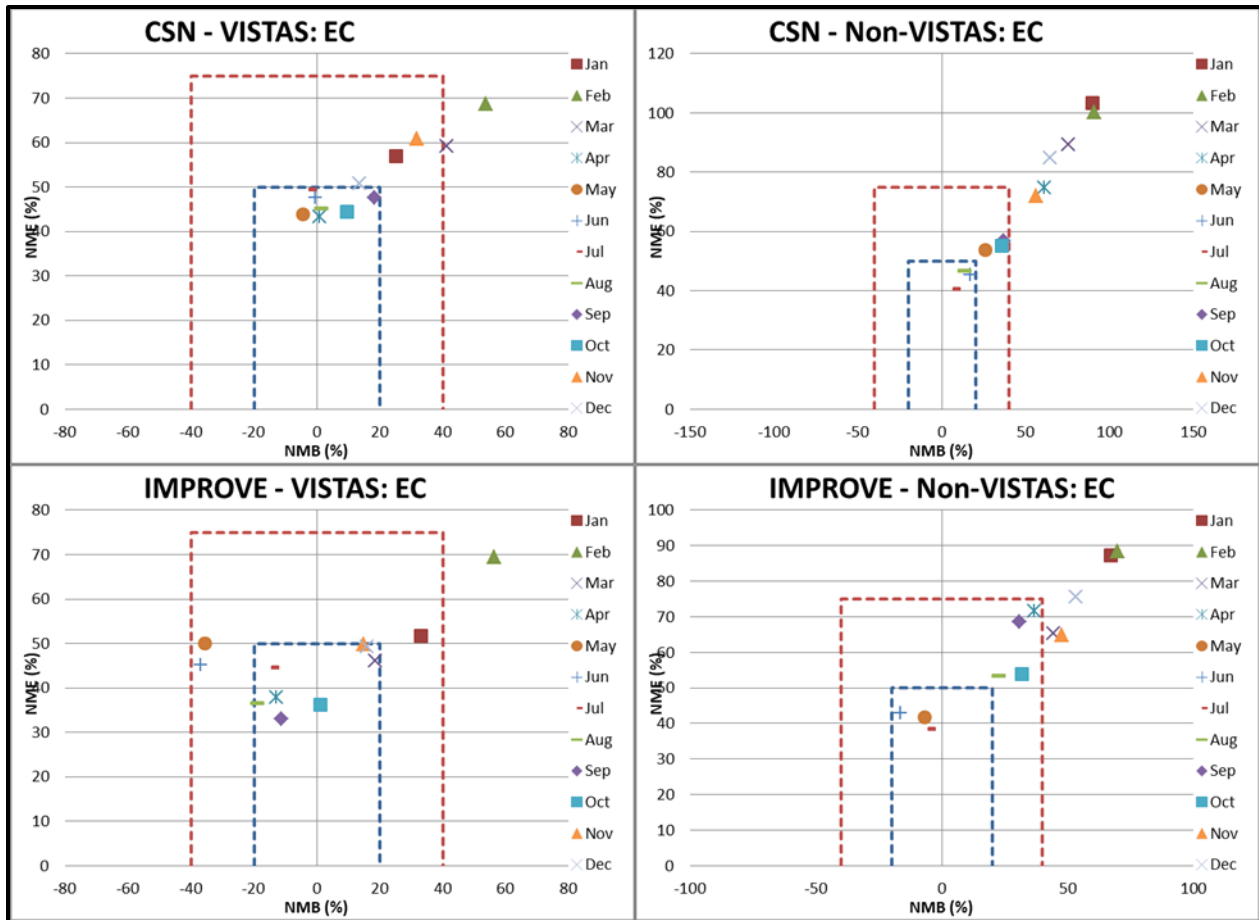 CSN - VISTAS: EC
NME (%)
80
70
60
50
40
30
20
10
0
-80 -60 -40 -20 0 20 40 60 80
NMB (%)
Jan
Feb
Mar
Apr
May
Jun
Jul
Aug
Sep
Oct
Nov
Dec
CSN - Non-VISTAS: EC
NME (%)
120
100
80
60
40
20
0
-150 -100 -50 0 50 100 150
NMB (%)
Jan
Feb
Mar
Apr
May
Jun
Jul
Aug
Sep
Oct
Nov
Dec
IMPROVE - VISTAS: EC
NME (%)
80
70
60
50
40
30
20
10
0
-80 -60 -40 -20 0 20 40 60 80
NMB (%)
Jan
Feb
Mar
Apr
May
Jun
Jul
Aug
Sep
Oct
Nov
Dec
IMPROVE - Non-VISTAS: EC
NME (%)
100
90
80
70
60
50
40
30
20
10
0
-100 -50 0 50 100
NMB (%)
Jan
Feb
Mar
Apr
May
Jun
Jul
Aug
Sep
Oct
Nov
Dec